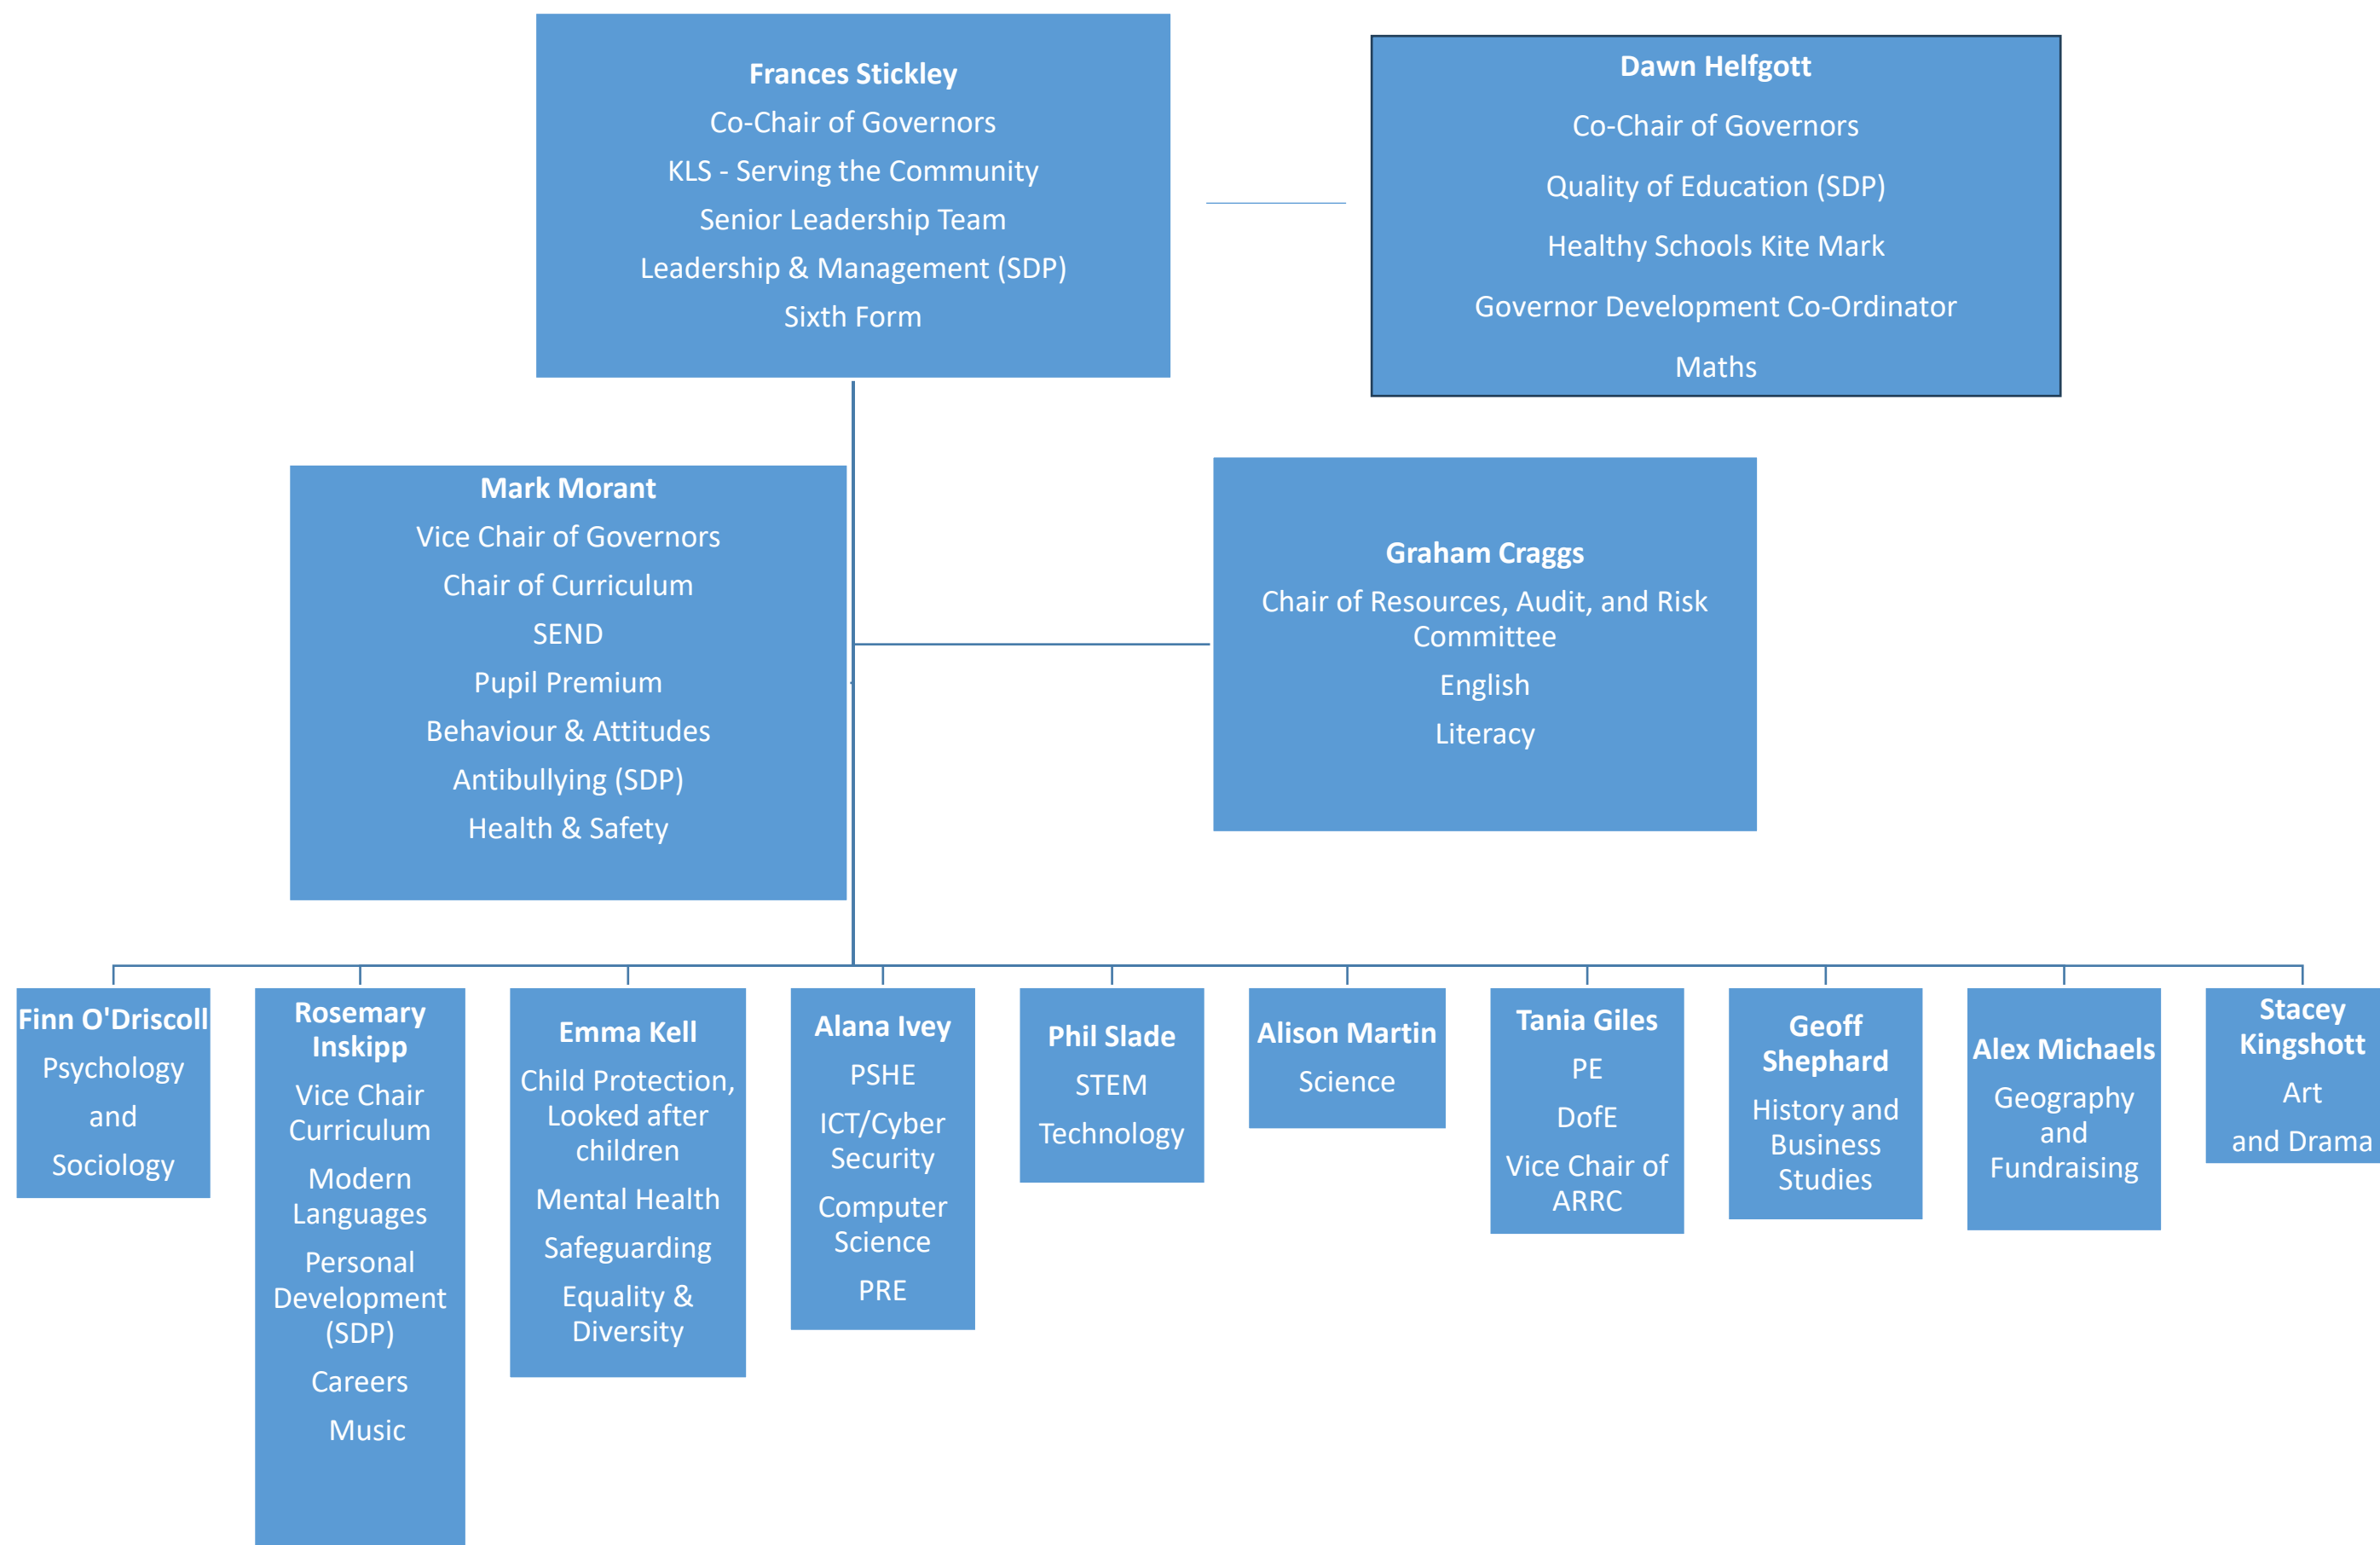 Frances Stickley
Co-Chair of Governors
KLS - Serving the Community
Senior Leadership Team
Leadership & Management (SDP)
Sixth Form
Dawn Helfgott
Co-Chair of Governors
Quality of Education (SDP)
Healthy Schools Kite Mark
Governor Development Co-Ordinator
Maths
Mark Morant
Vice Chair of Governors
Chair of Curriculum
SEND
Pupil Premium
Behaviour & Attitudes
Antibullying (SDP)
Health & Safety
Graham Craggs
Chair of Resources, Audit, and Risk
Committee
English
Literacy
Finn O'Driscoll
Psychology
and
Sociology
Rosemary
Inskipp
Vice Chair
Curriculum
Modern
Languages
Personal
Development
(SDP)
Careers
Music
Emma Kell
Child Protection,
Looked after
children
Mental Health
Safeguarding
Equality &
Diversity
Alana Ivey
PSHE
ICT/Cyber
Security
Computer
Science
PRE
Phil Slade
STEM
Technology
Alison Martin
Science
Tania Giles
PE
DofE
Vice Chair of
ARRC
Geoff
Shephard
History and
Business
Studies
Alex Michaels
Geography
and
Fundraising
Stacey
Kingshott
Art
and Drama